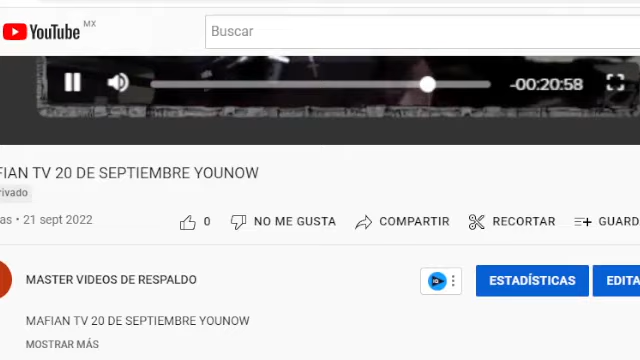 YouTube MX
Buscar
-00:20:58
FIAN TV 20 DE SEPTIEMBRE YOUNOW
rivado
as • 21 sept 2022
0 NO ME GUSTA COMPARTIR RECORTAR GUARD
MASTER VIDEOS DE RESPALDO
ESTADÍSTICAS EDITA
MAFIAN TV 20 DE SEPTIEMBRE YOUNOW
MOSTRAR MÁS